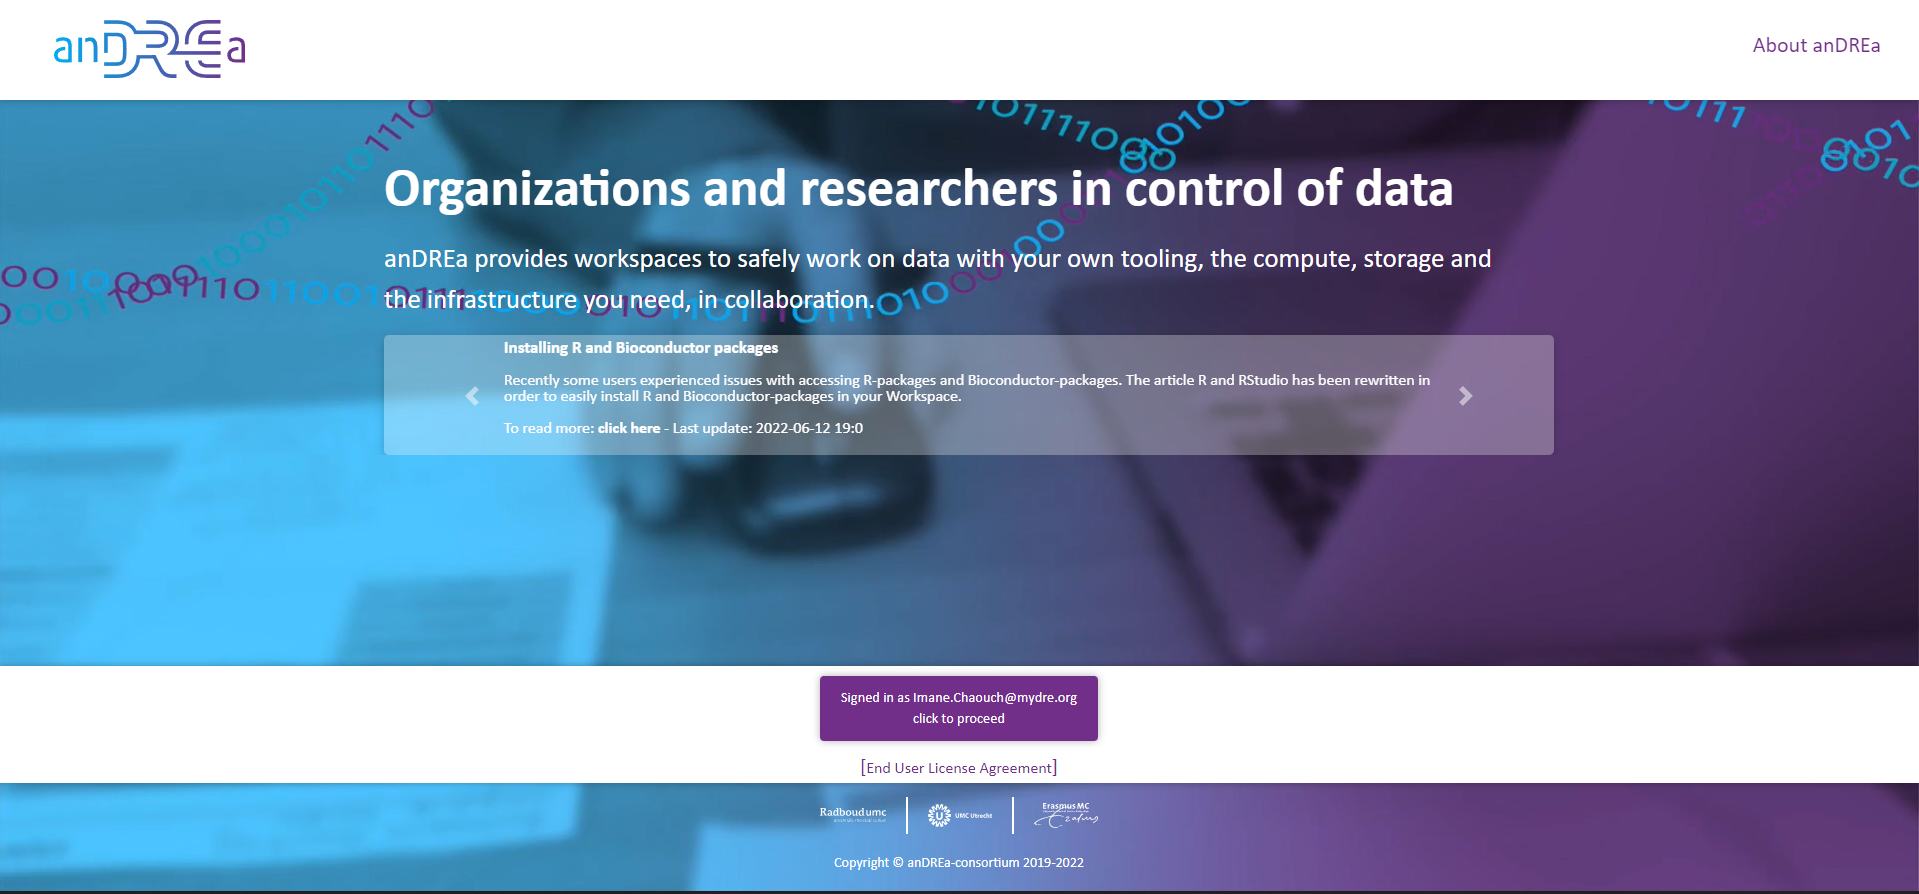 anDREa
About anDREa
Organizations and researchers in control of data
anDREa provides workspaces to safely work on data with your own tooling, the compute, storage and
the infrastructure you need, in collaboration.
Installing R and Bioconductor packages
Recently some users experienced issues with accessing R-packages and Bioconductor-packages. The article R and RStudio has been rewritten in
order to easily install R and Bioconductor-packages in your Workspace.
To read more: click here - Last update: 2022-06-12 19:0
Signed in as Imane.Chaouch@mydre.org
click to proceed
[End User License Agreement]
Radboudumc
UMC Utrecht
Erasmus MC
Copyright © anDREa-consortium 2019-2022